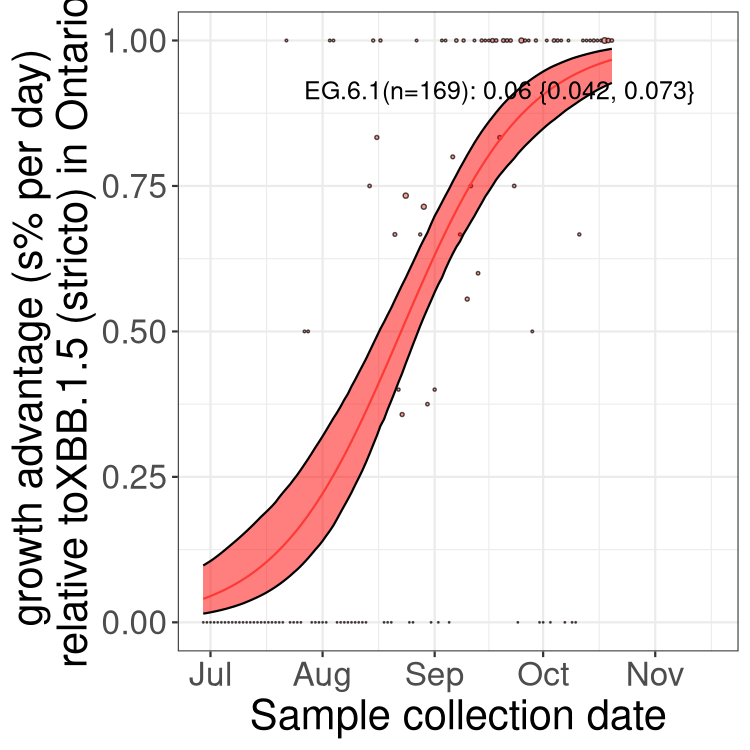 growth advantage (s% per day)
relative toXBB.1.5 (stricto) in Ontario
1.00
0.75
0.50
0.25
0.00
EG.6.1(n=169): 0.06 {0.042, 0.073}
Jul Aug Sep Oct Nov
Sample collection date